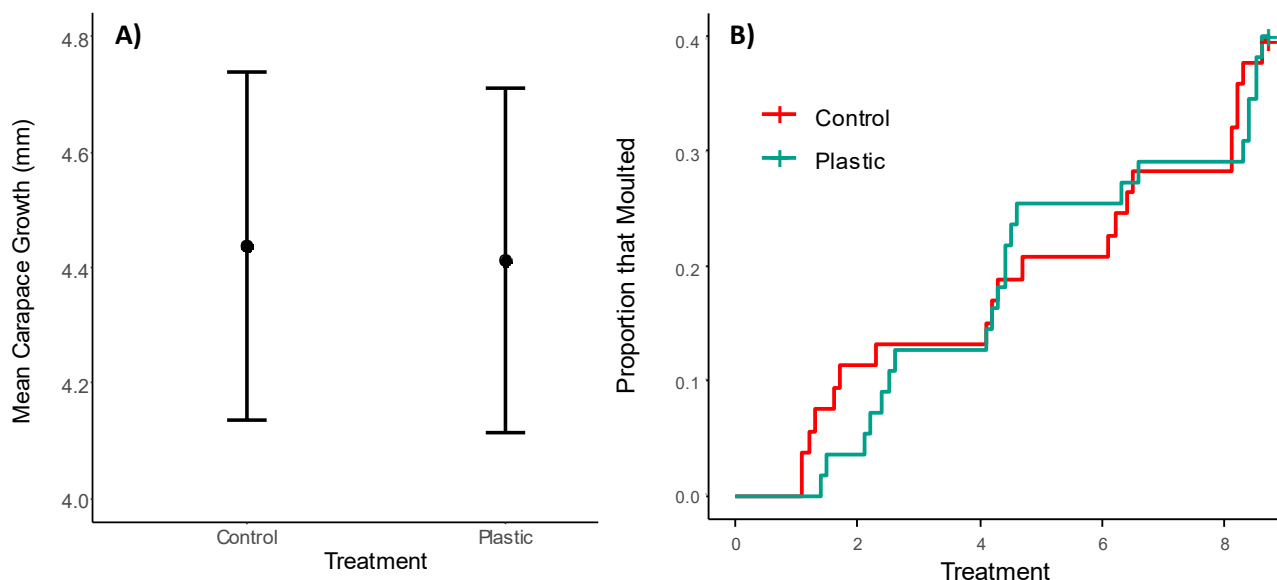 A)
Mean Carapace Growth (mm)
4.8
4.6
4.4
4.2
4.0
Control
Plastic
Treatment
B)
Proportion that Moulted
0.4
0.3
0.2
0.1
0.0
Control
Plastic
0
2
4
6
8
Treatment